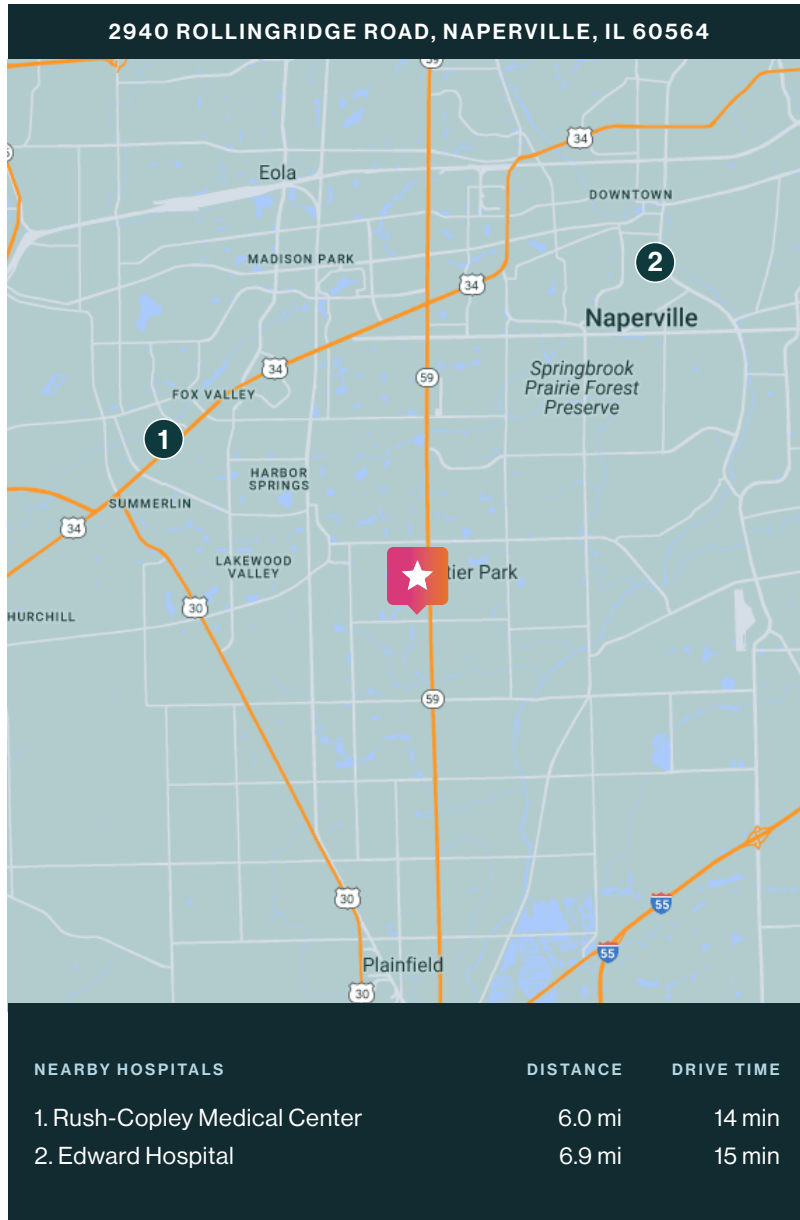 2940 ROLLINGRIDGE ROAD, NAPERVILLE, IL 60564
59
34
Eola
DOWNTOWN
MADISON PARK
2
34
Naperville
34
59
Springbrook
Prairie Forest
Preserve
FOX VALLEY
1
HARBOR
SPRINGS
SUMMERLIN
34
LAKEWOOD
VALLEY
tier Park
30
HURCHILL
59
30
55
55
Plainfield
30
NEARBY HOSPITALS DISTANCE DRIVE TIME
1. Rush-Copley Medical Center 6.0 mi 14 min
2. Edward Hospital 6.9 mi 15 min